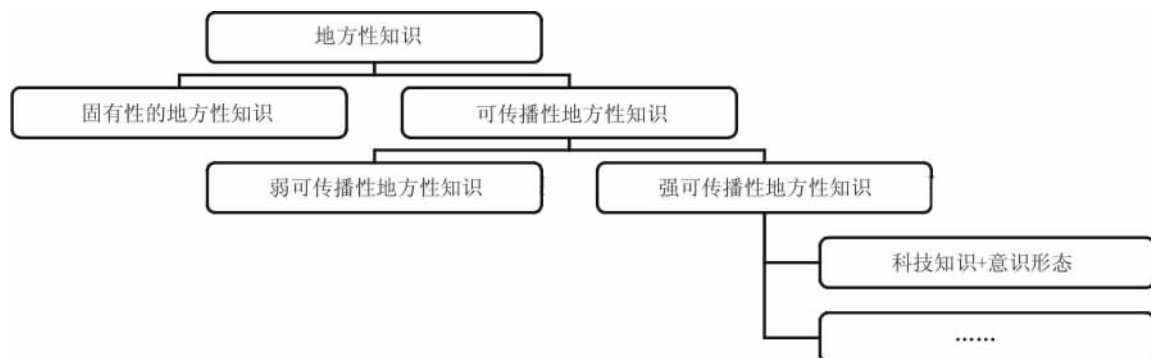 地方性知识
固有性的地方性知识
可传播性地方性知识
弱可传播性地方性知识
强可传播性地方性知识
科技知识+意识形态
……